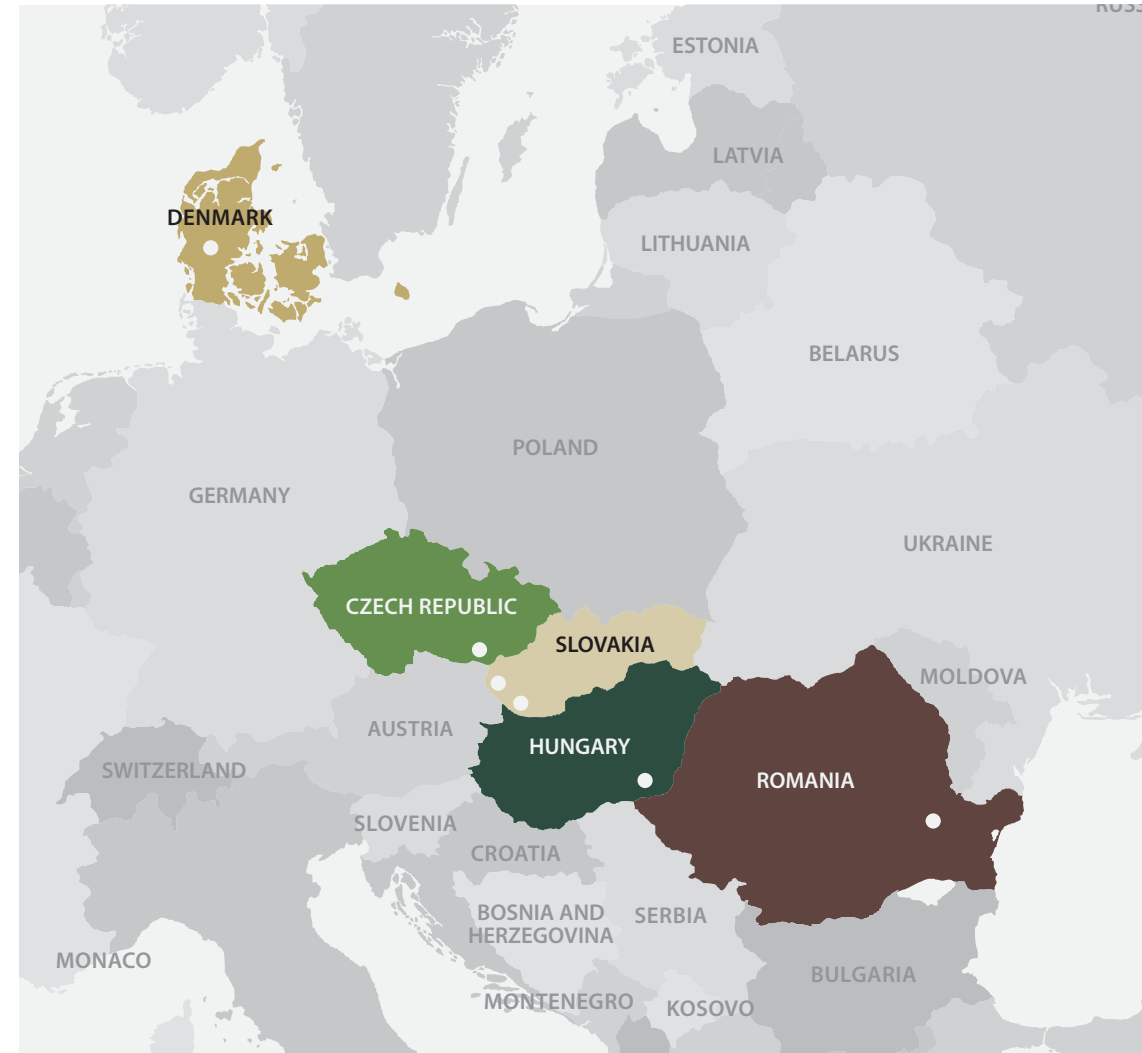 RUSS
ESTONIA
LATVIA
DENMARK
LITHUANIA
BELARUS
POLAND
GERMANY
UKRAINE
CZECH REPUBLIC
SLOVAKIA
MOLDOVA
AUSTRIA
HUNGARY
SWITZERLAND
ROMANIA
SLOVENIA
CROATIA
BOSNIA AND
HERZEGOVINA
SERBIA
MONACO
BULGARIA
MONTENEGRO
KOSOVO